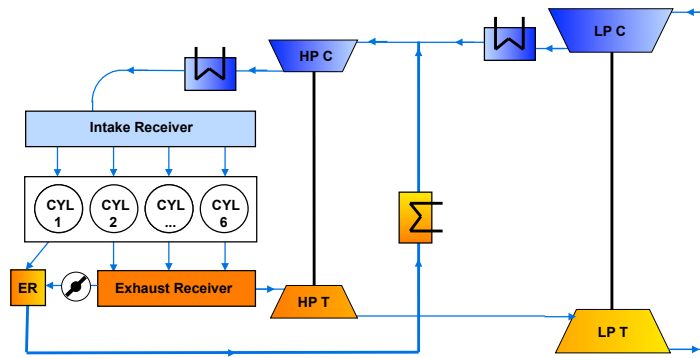 LP C
HP C
Intake Receiver
CYL
1
CYL
2
CYL
...
CYL
6
ER
Exhaust Receiver
HP T
LP T